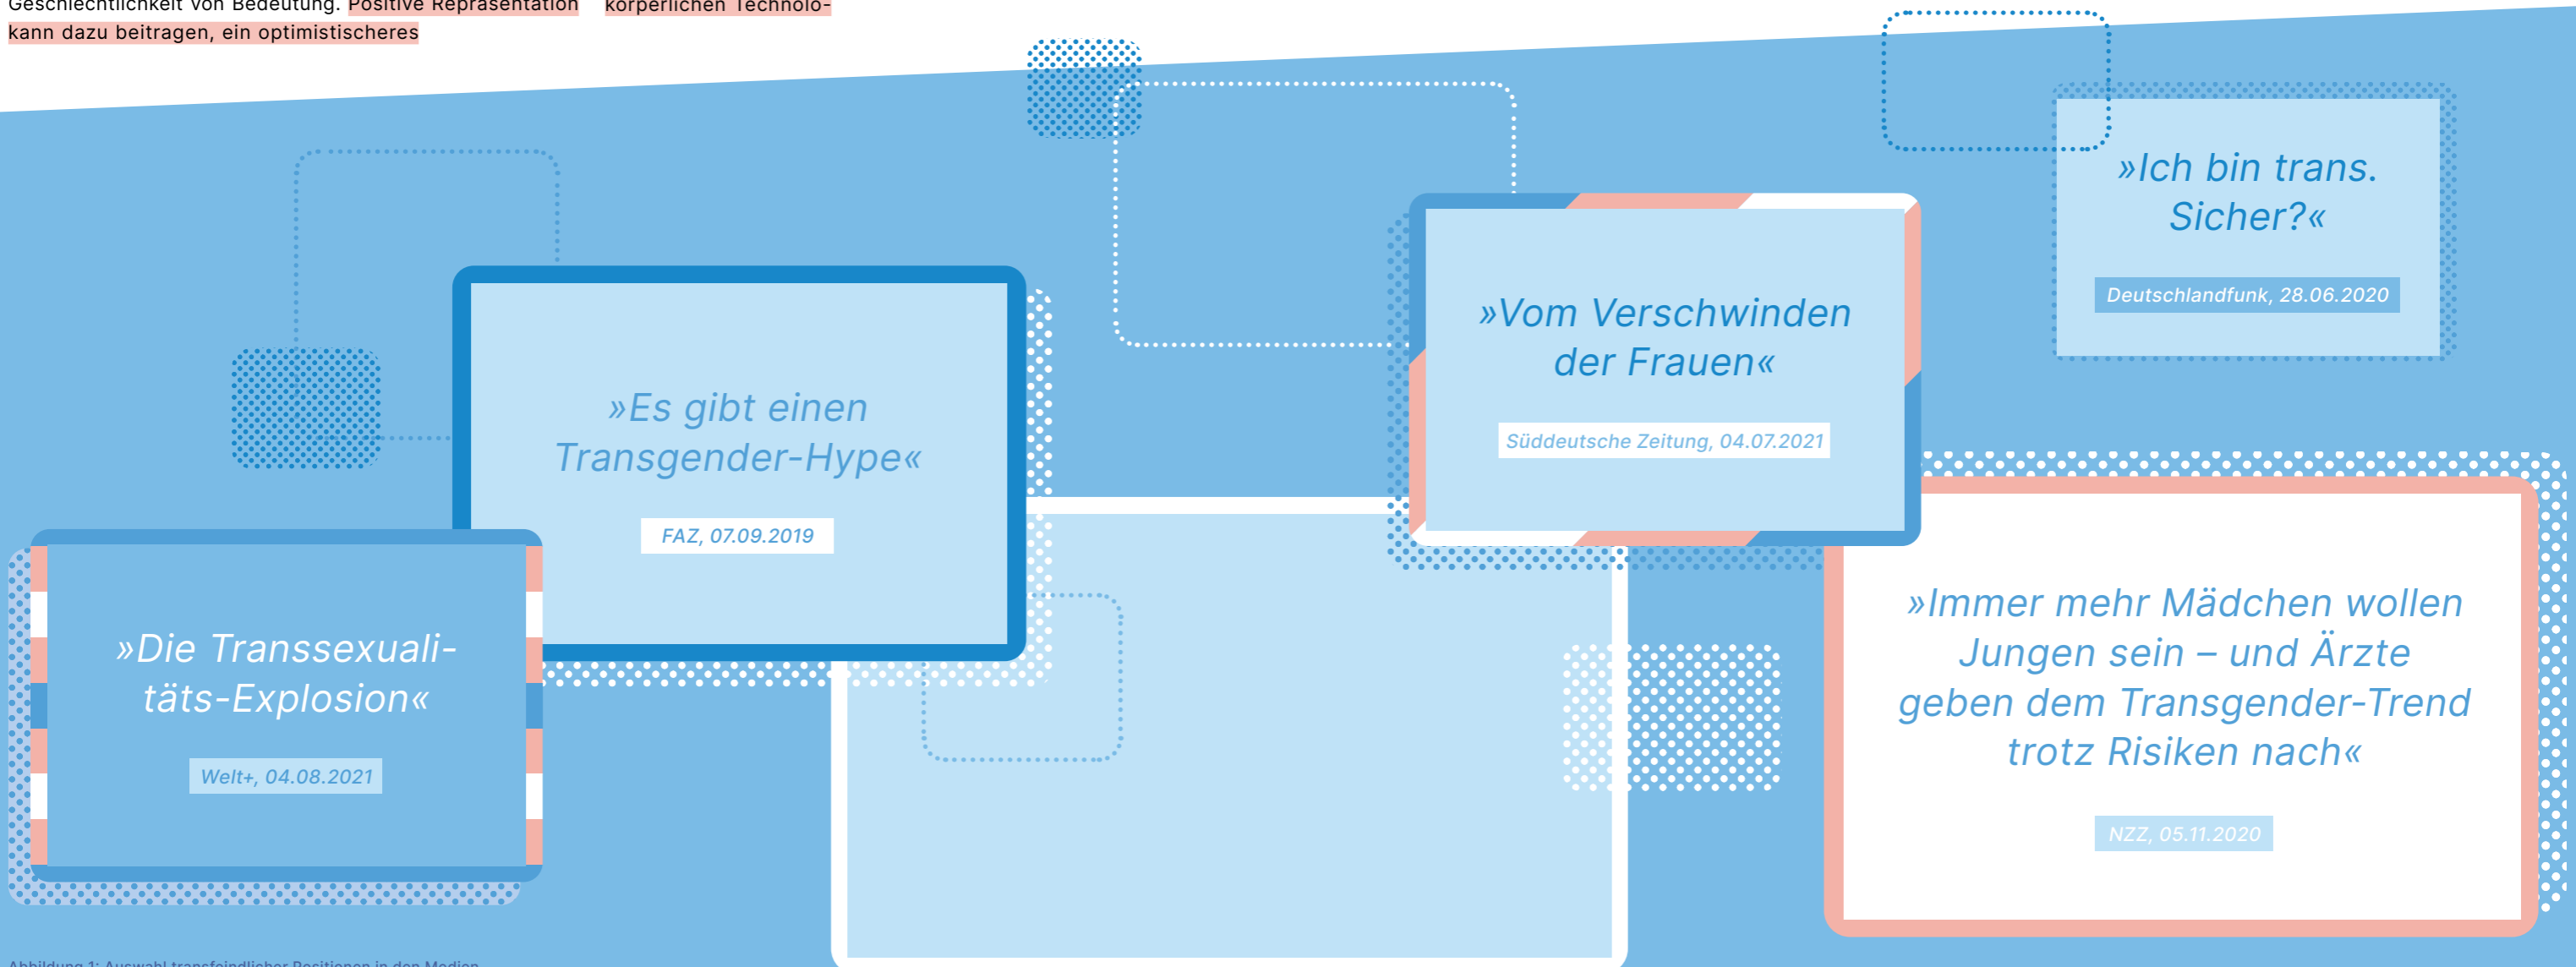 Geschlechtlichkeit von Bedeutung. Positive Repräsentation
kann dazu beitragen, ein optimistischeres
körperlichen Technolo-
»Ich bin trans.
Sicher?«
Deutschlandfunk, 28.06.2020
»Vom Verschwinden
der Frauen«
Süddeutsche Zeitung, 04.07.2021
»Es gibt einen
Transgender-Hype«
FAZ, 07.09.2019
»Die Transsexuali-
täts-Explosion«
Welt+, 04.08.2021
»Immer mehr Mädchen wollen
Jungen sein – und Ärzte
geben dem Transgender-Trend
trotz Risiken nach«
NZZ, 05.11.2020
Abbildung 1: Auswahl transfeindlicher Positionen in den Medien